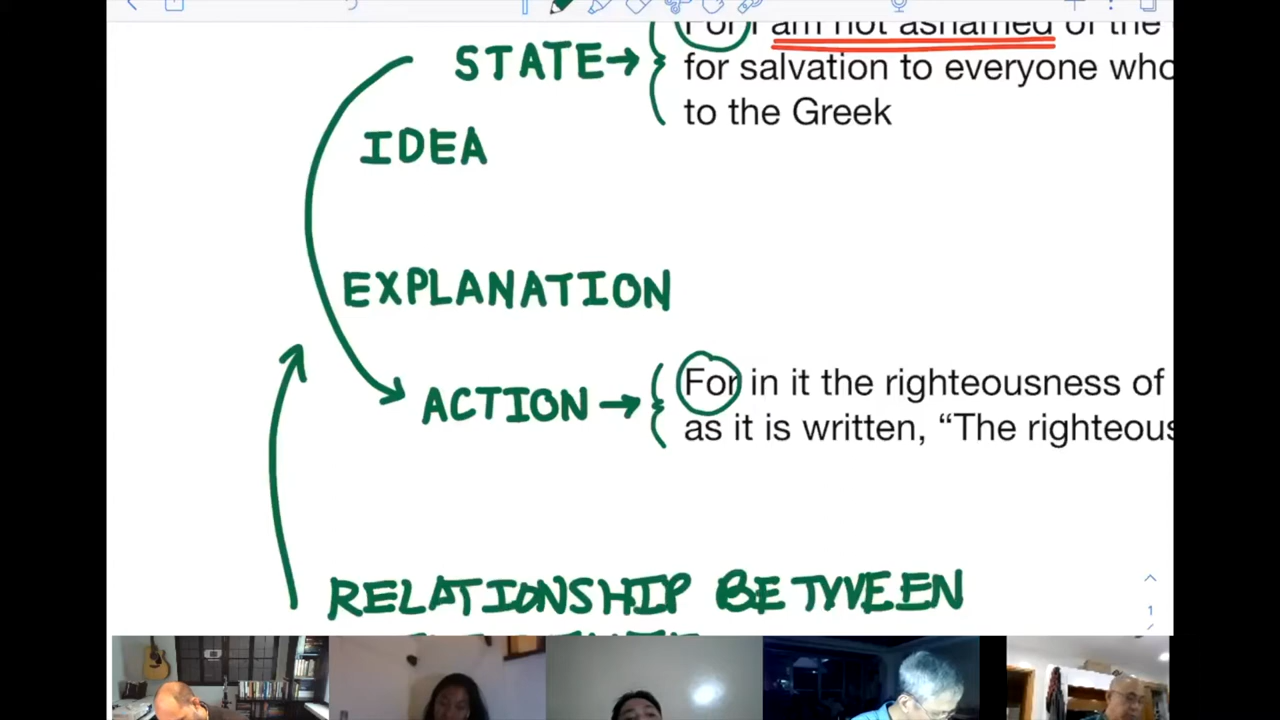 For I am not ashamed of the
STATE→ for salvation to everyone who
to the Greek
IDEA
EXPLANATION
For in it the righteousness of
ACTION → as it is written, “The righteous
RELATIONSHIP BETWEEN
1